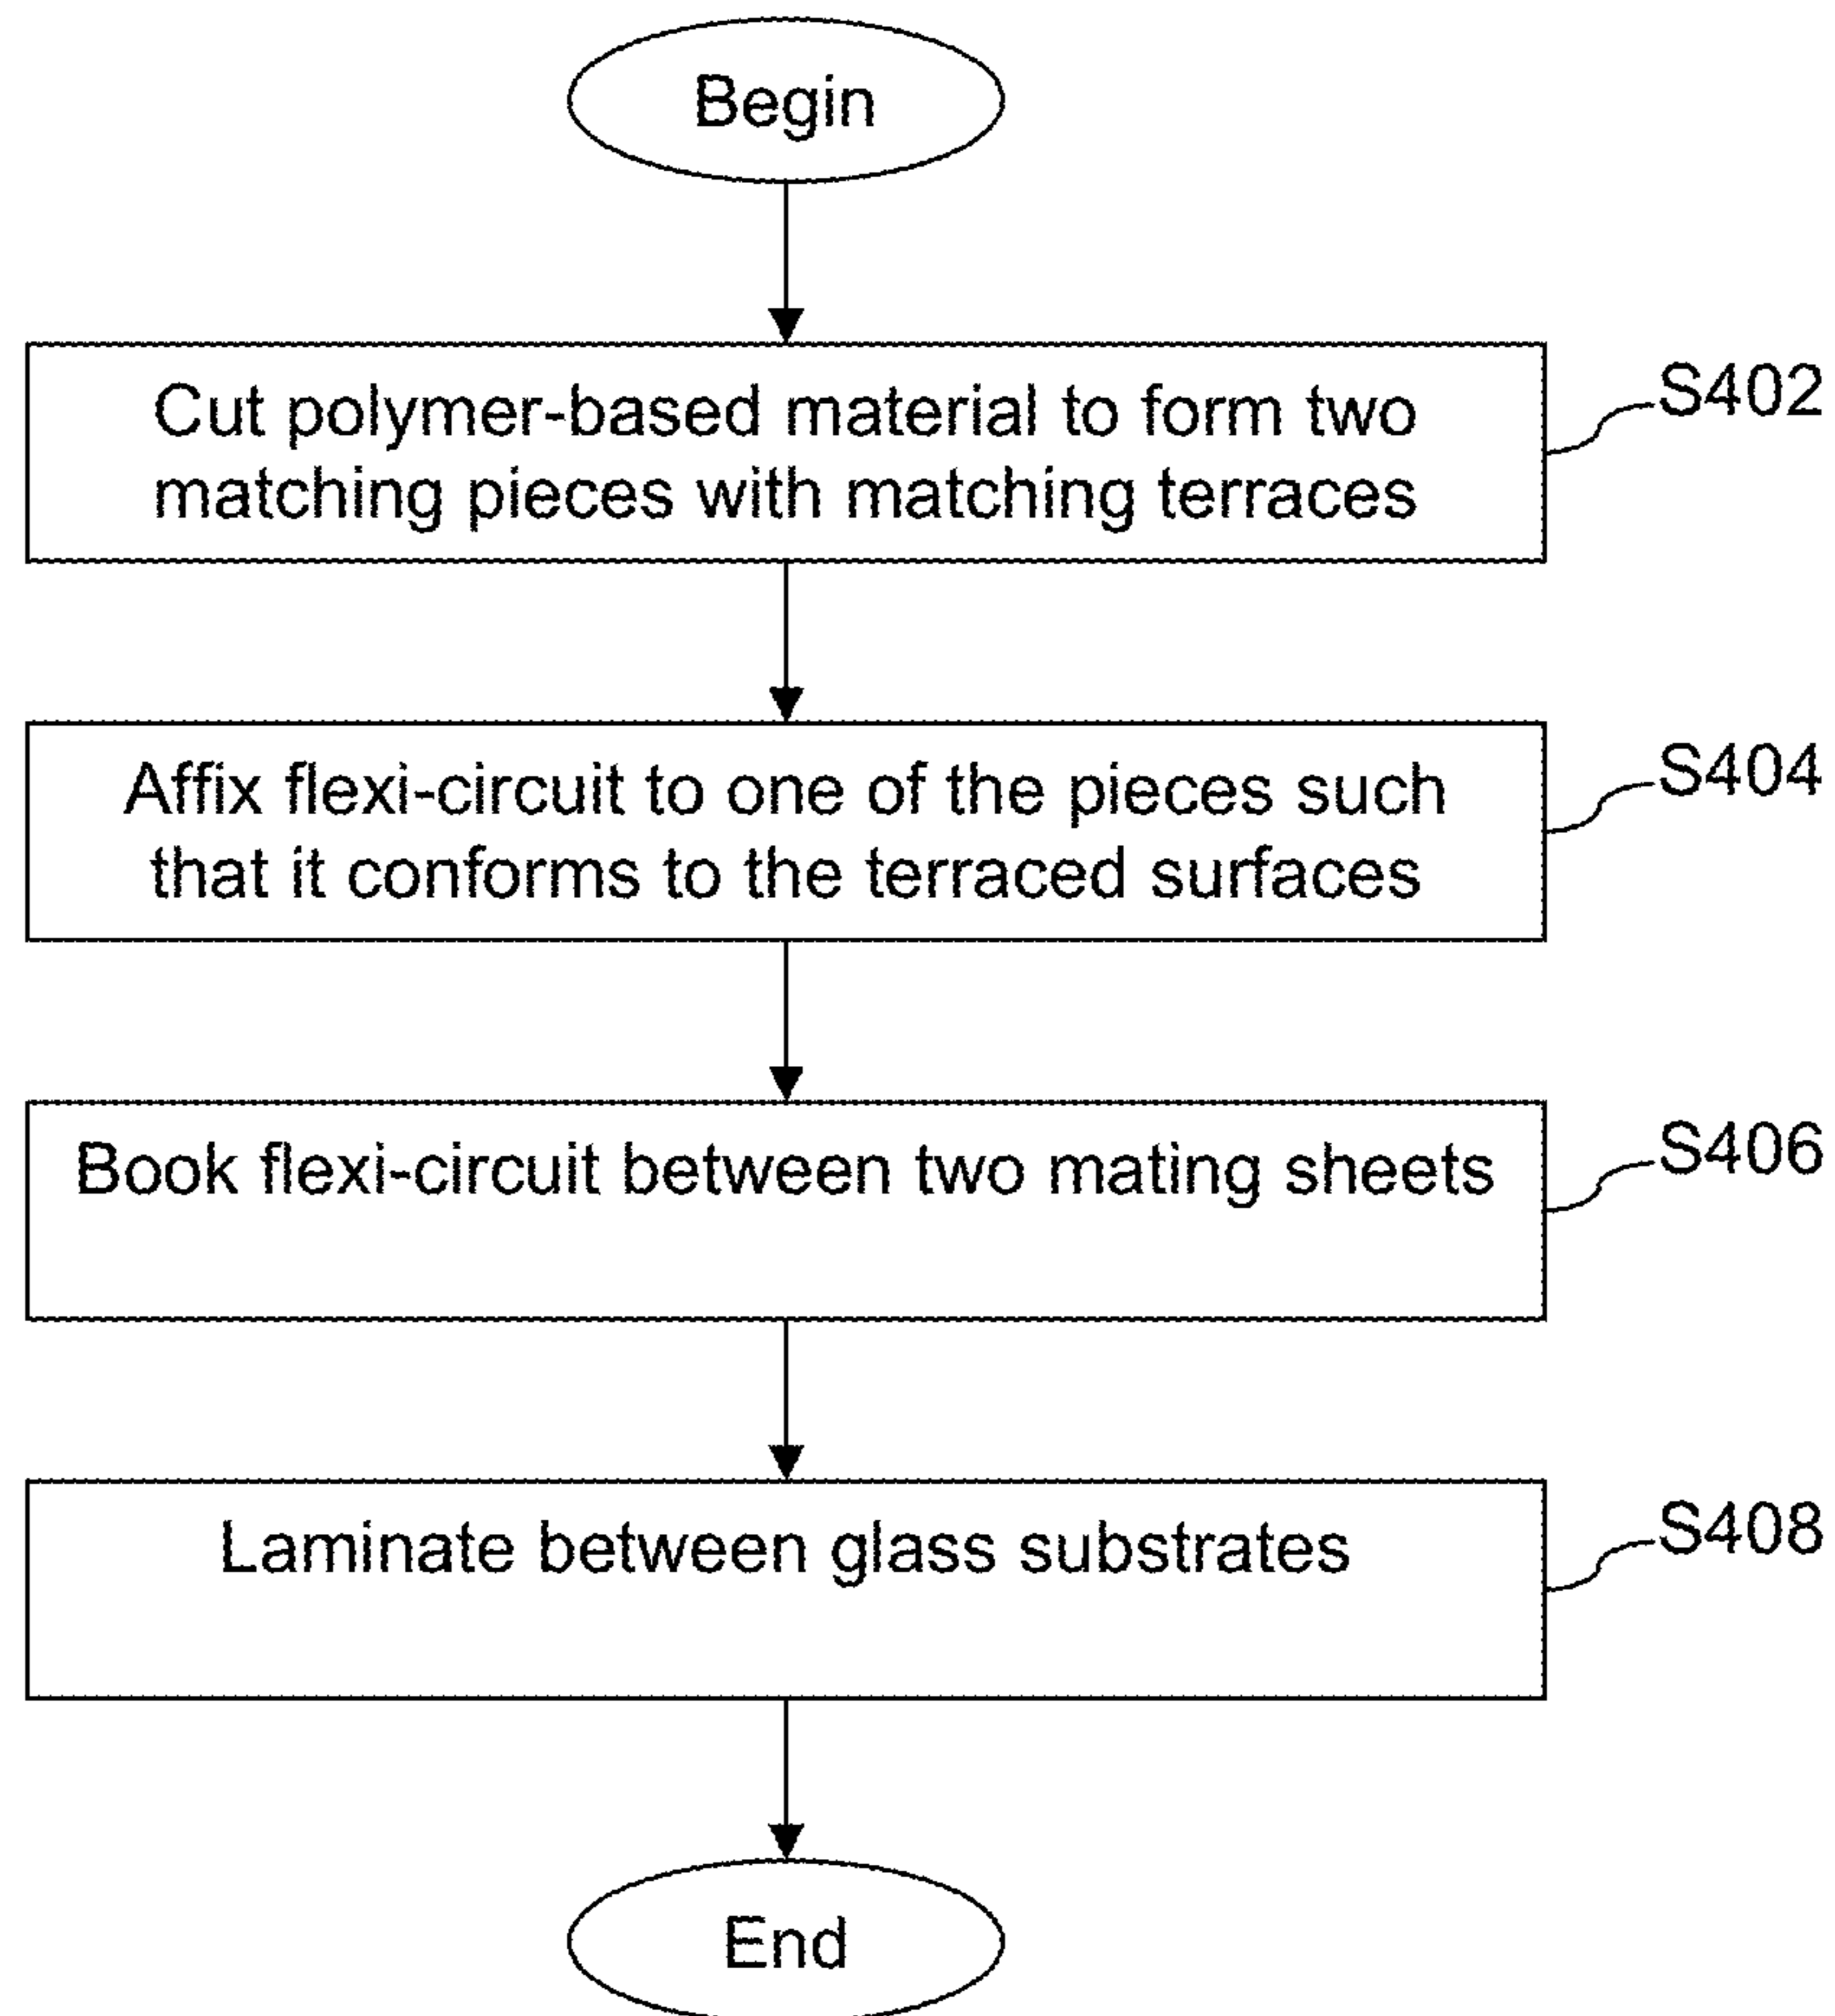 Begin
Cut polymer-based material to form two
matching pieces with matching terraces
S402
Affix flexi-circuit to one of the pieces such
that it conforms to the terraced surfaces
S404
Book flexi-circuit between two mating sheets
S406
Laminate between glass substrates
S408
End